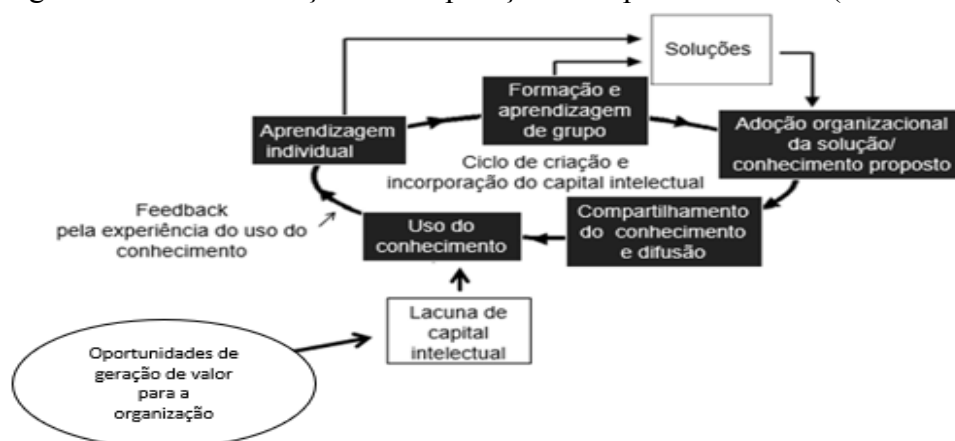 Soluções
Formação e
aprendizagem
de grupo
Aprendizagem
individual
Adoção organizacional
da solução/
conhecimento proposto
Ciclo de criação e
incorporação do capital intelectual
Feedback
pela experiência do uso do
conhecimento
Uso do
conhecimento
Compartilhamento
do conhecimento
e difusão
Lacuna de
capital
intelectual
Oportunidades de
geração de valor
para a
organização